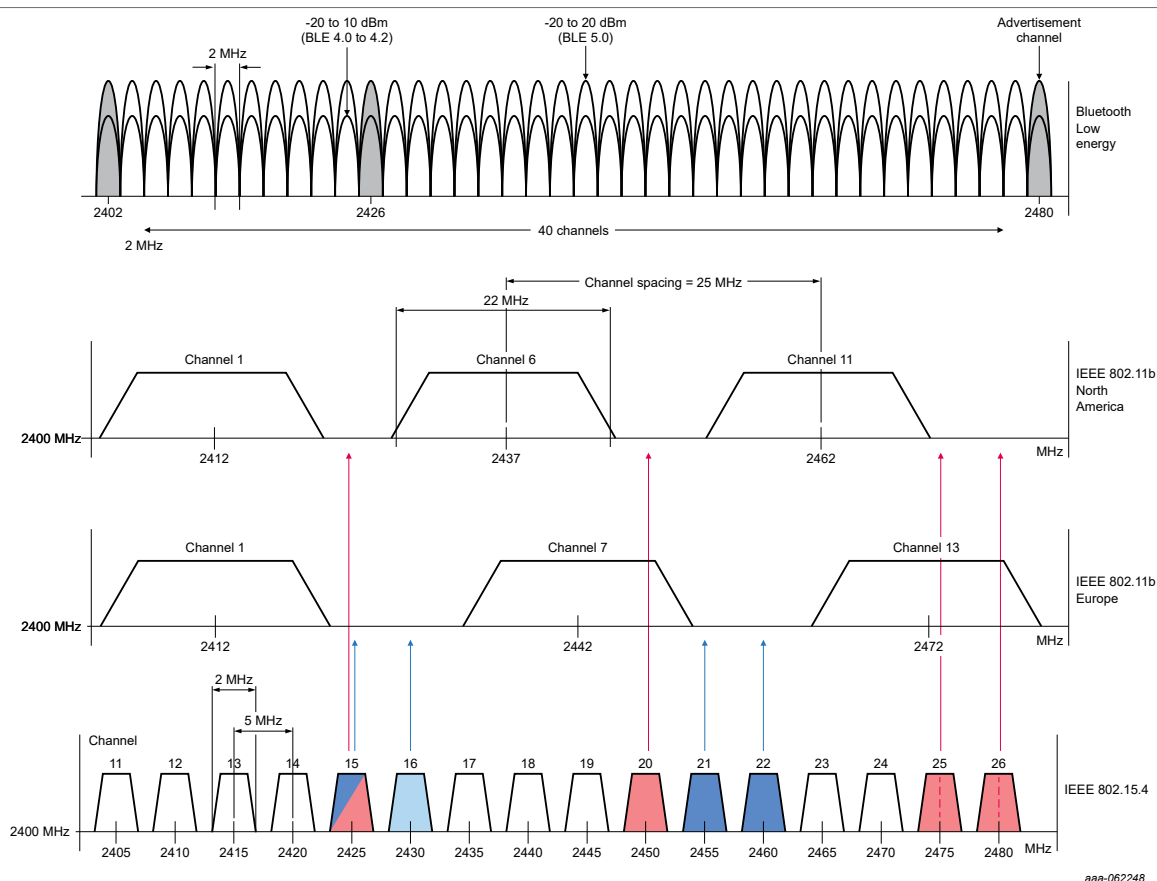 -20 to 10 dBm
(BLE 4.0 to 4.2)
-20 to 20 dBm
(BLE 5.0)
Advertisement
channel
2 MHz
Bluetooth
Low
energy
2402
2426
2480
40 channels
2 MHz
Channel spacing = 25 MHz
22 MHz
Channel 1
Channel 6
Channel 11
IEEE 802.11b
North
America
2400 MHz
2412
2437
2462
MHz
Channel 1
Channel 7
Channel 13
IEEE 802.11b
Europe
2400 MHz
2412
2442
2472
MHz
2 MHz
5 MHz
Channel
11
12
13
14
15
16
17
18
19
20
21
22
23
24
25
26
IEEE 802.15.4
2400 MHz
2405
2410
2415
2420
2425
2430
2435
2440
2445
2450
2455
2460
2465
2470
2475
2480
MHz
aaa-062248